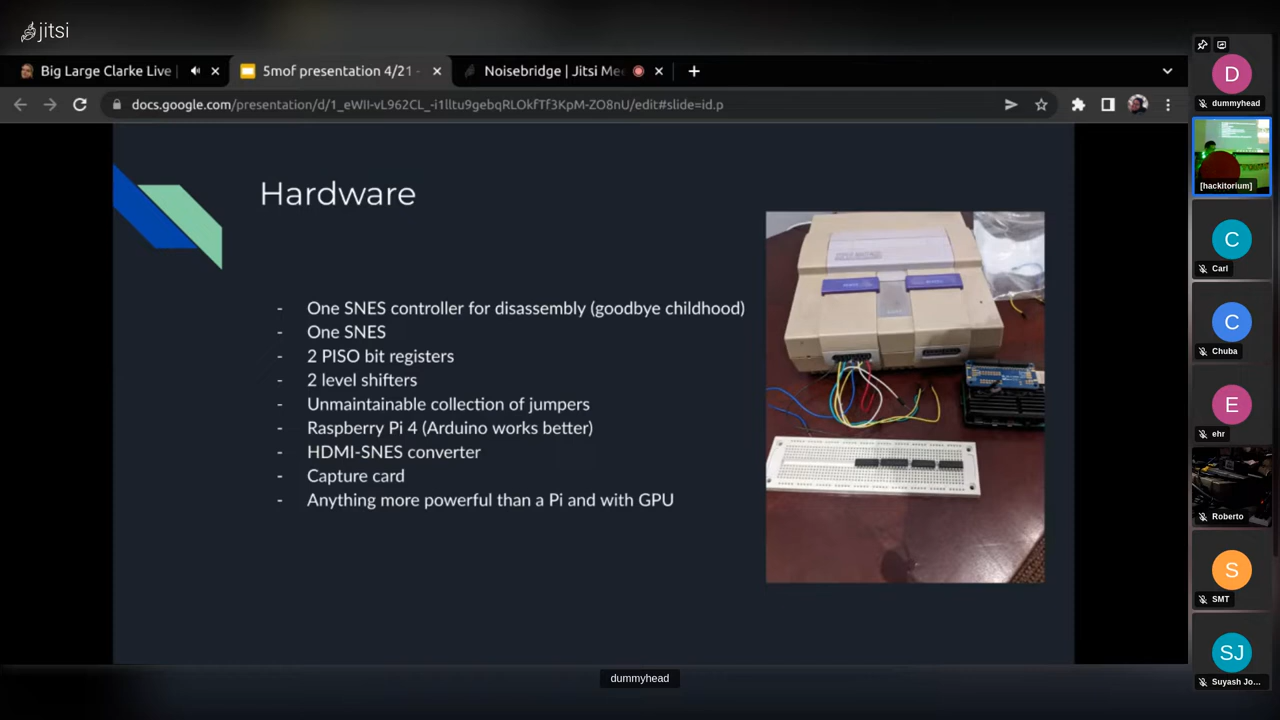 jitsi
Big Large Clarke Live
5mof presentation 4/21 -
Noisebridge | Jitsi Mee
docs.google.com/presentation/d/1_eWII-vL962CL_-i1lltu9gebqRLOkfTf3KpM-ZO8nU/edit#slide=id.p
Hardware
- One SNES controller for disassembly (goodbye childhood)
- One SNES
- 2 PISO bit registers
- 2 level shifters
- Unmaintainable collection of jumpers
- Raspberry Pi 4 (Arduino works better)
- HDMI-SNES converter
- Capture card
- Anything more powerful than a Pi and with GPU
dummyhead
D
dummyhead
[hackitorium]
C
Carl
C
Chuba
E
ehr
Roberto
S
SMT
SJ
Suyash Jo...